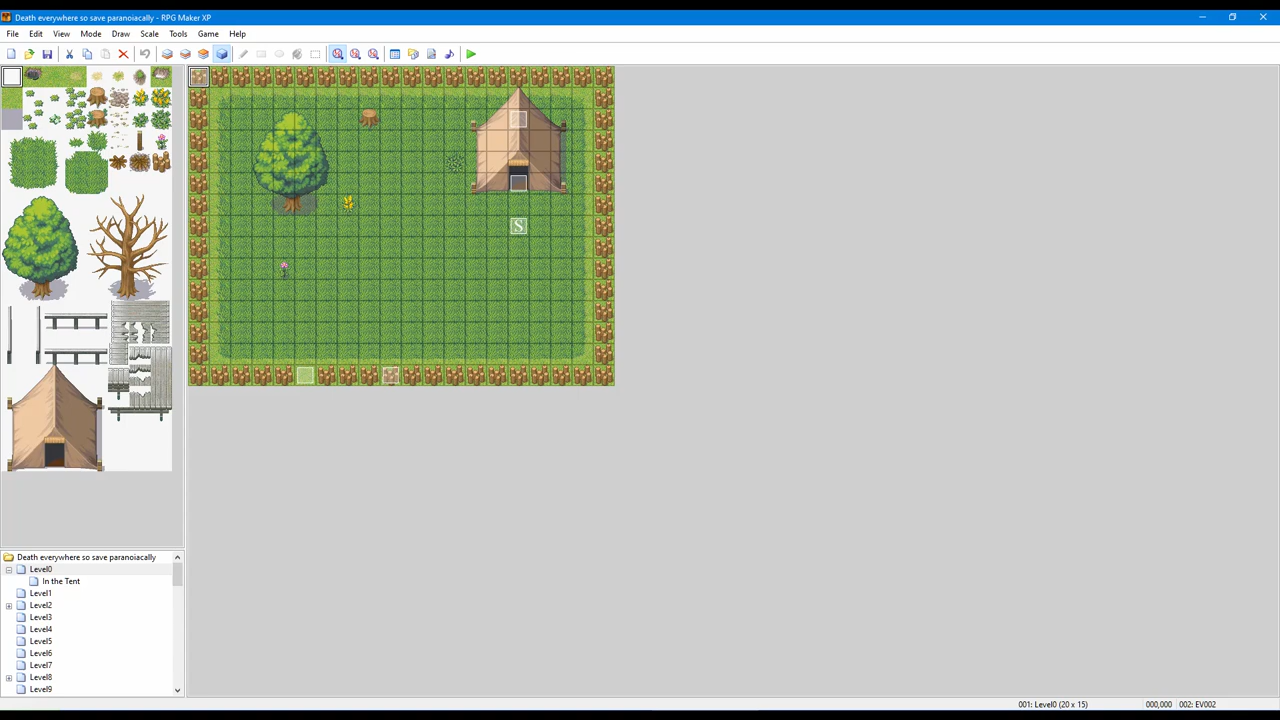 Death everywhere so save paranoiacally - RPG Maker XP
File Edit View Mode Draw Scale Tools Game Help
S
Death everywhere so save paranoiacally
Level0
In the Tent
Level1
Level2
Level3
Level4
Level5
Level6
Level7
Level8
Level9
001: Level0 (20 x 15) 000,000 002: EV002